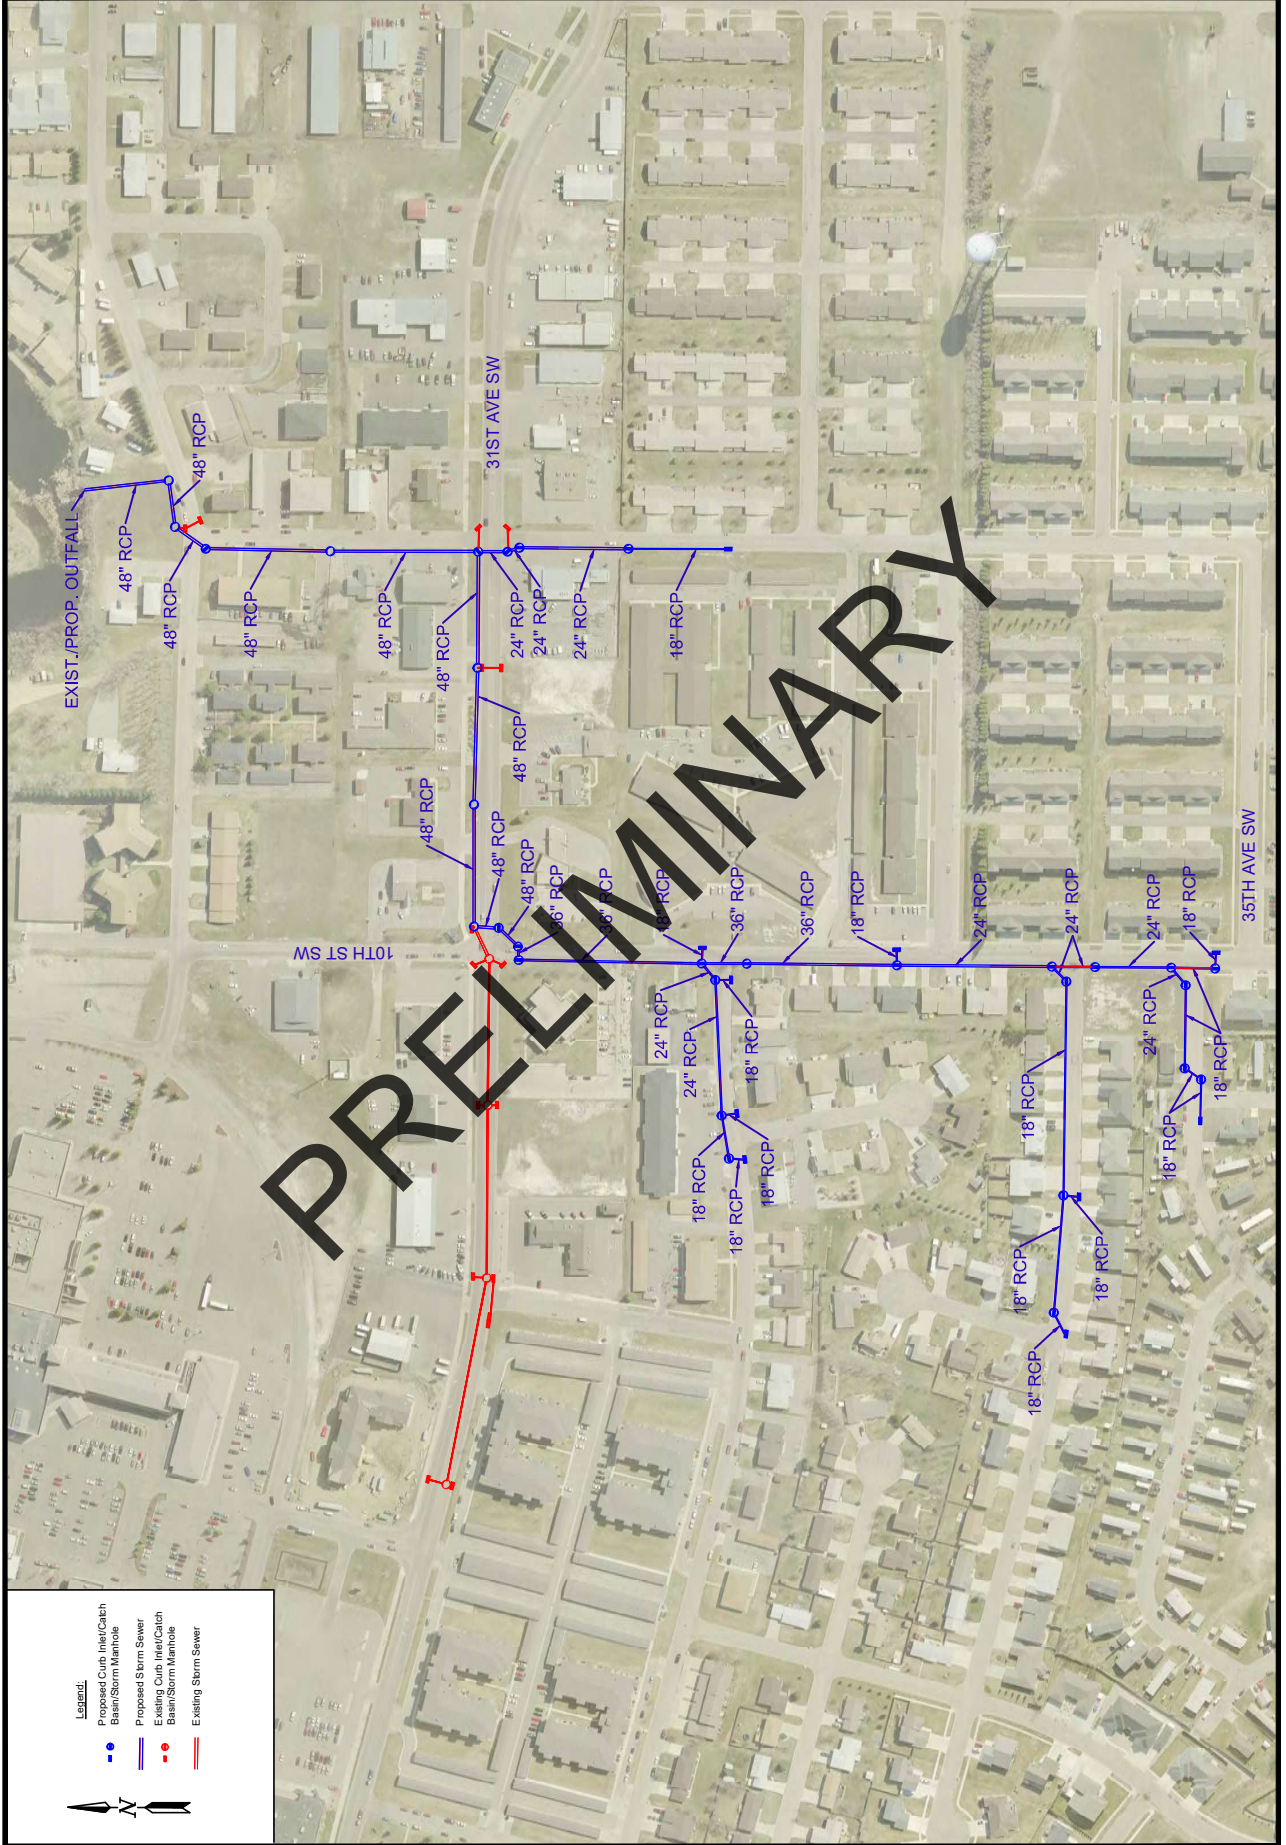 EXIST./PROP. OUTFALL
48" RCP
48" RCP
48" RCP
48" RCP
48" RCP
48" RCP
48" RCP
48" RCP
48" RCP
48" RCP
24" RCP
24" RCP
24" RCP
18" RCP
31ST AVE SW
10TH ST SW
36" RCP
36" RCP
18" RCP
36" RCP
36" RCP
18" RCP
24" RCP
24" RCP
24" RCP
18" RCP
35TH AVE SW
24" RCP
24" RCP
18" RCP
18" RCP
18" RCP
18" RCP
18" RCP
18" RCP
18" RCP
18" RCP
24" RCP
18" RCP
18" RCP
PRELIMINARY
Legend:
Proposed Curb Inlet/Catch
Basin/Storm Manhole
Proposed Storm Sewer
Existing Curb Inlet/Catch
Basin/Storm Manhole
Existing Storm Sewer
N